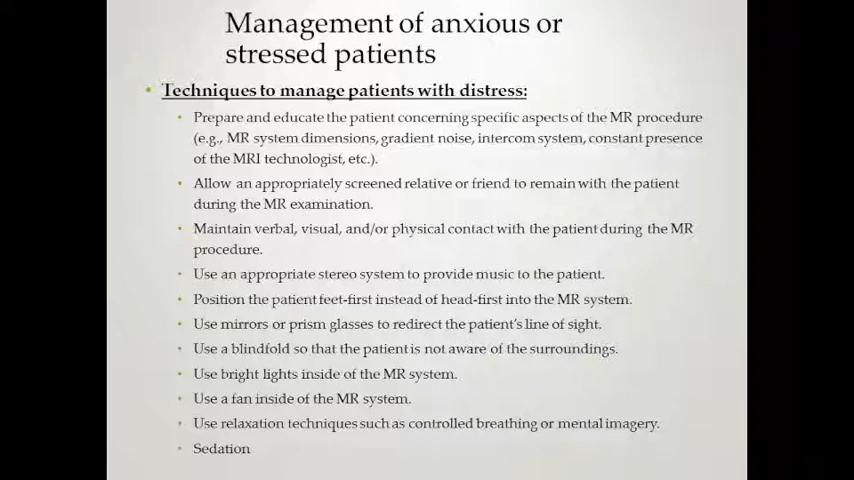 Management of anxious or
stressed patients
• Techniques to manage patients with distress:
• Prepare and educate the patient concerning specific aspects of the MR procedure
(e.g., MR system dimensions, gradient noise, intercom system, constant presence
of the MRI technologist, etc.).
• Allow an appropriately screened relative or friend to remain with the patient
during the MR examination.
• Maintain verbal, visual, and/or physical contact with the patient during the MR
procedure.
• Use an appropriate stereo system to provide music to the patient.
• Position the patient feet-first instead of head-first into the MR system.
• Use mirrors or prism glasses to redirect the patient's line of sight.
• Use a blindfold so that the patient is not aware of the surroundings.
• Use bright lights inside of the MR system.
• Use a fan inside of the MR system.
• Use relaxation techniques such as controlled breathing or mental imagery.
• Sedation